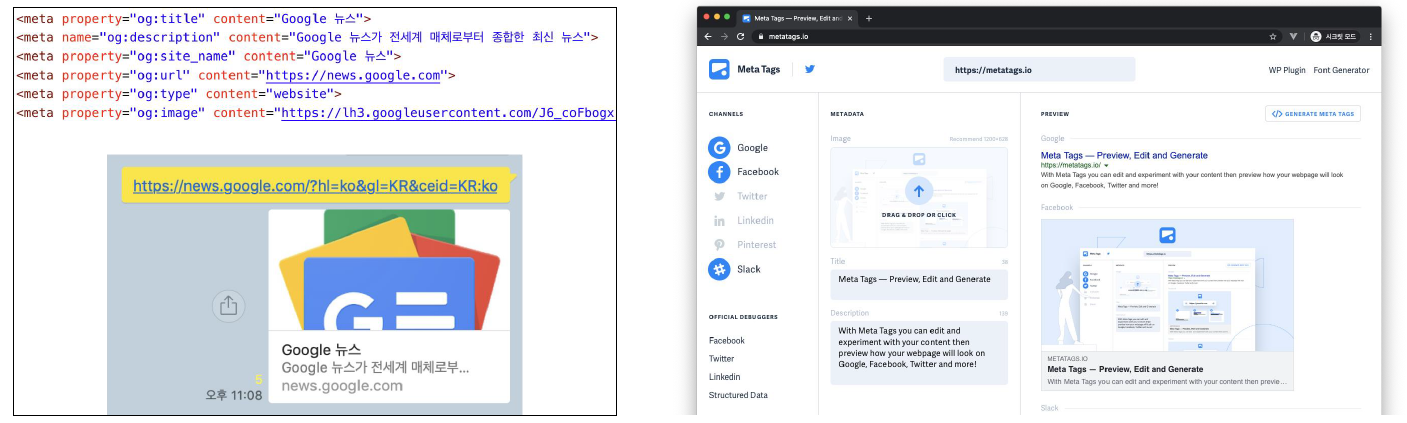 <meta property="og:title" content="Google 뉴스">
<meta name="og:description" content="Google 뉴스가 전세계 매체로부터 종합한 최신 뉴스">
<meta property="og:site_name" content="Google 뉴스">
<meta property="og:url" content="https://news.google.com">
<meta property="og:type" content="website">
<meta property="og:image" content="https://lh3.googleusercontent.com/J6_coFbogx
https://news.google.com/?hl=ko&gl=KR&ceid=KR:ko
Google 뉴스
Google 뉴스가 전세계 매체로부...
news.google.com
5
오후 11:08
Meta Tags — Preview, Edit and
metatags.io
시크릿 모드
Meta Tags
https://metatags.io
WP Plugin Font Generator
CHANNELS
Google
Facebook
Twitter
Linkedin
Pinterest
Slack
OFFICIAL DEBUGGERS
Facebook
Twitter
Linkedin
Structured Data
METADATA
Image
DRAG & DROP OR CLICK
Title
Meta Tags — Preview, Edit and Generate
Description
With Meta Tags you can edit and
experiment with your content then
preview how your webpage will look on
Google, Facebook, Twitter and more!
PREVIEW
</> GENERATE META TAGS
Google
Meta Tags — Preview, Edit and Generate
https://metatags.io/
With Meta Tags you can edit and experiment with your content then preview how your webpage will look
on Google, Facebook, Twitter and more!
Facebook
METATAGS.IO
Meta Tags — Preview, Edit and Generate
With Meta Tags you can edit and experiment with your content then previe...
Slack